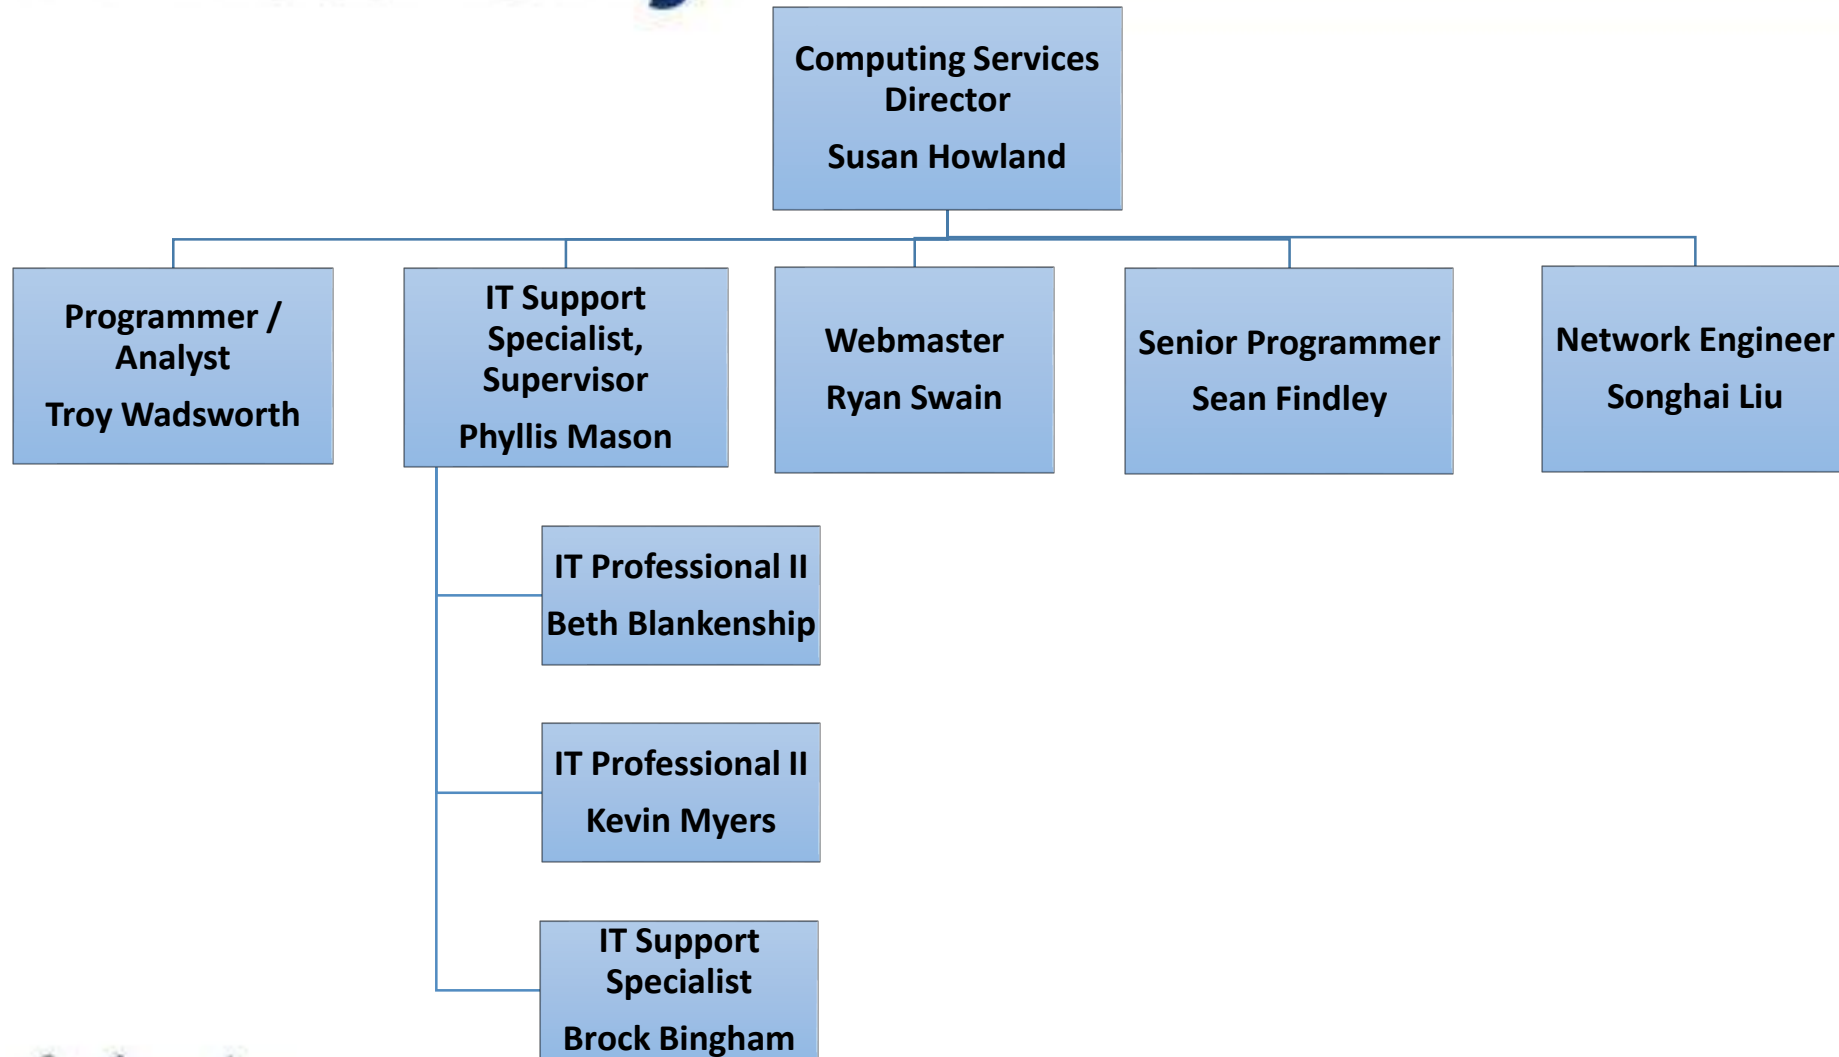 Computing Services
Director
Susan Howland
Programmer /
Analyst
Troy Wadsworth
IT Support
Specialist,
Supervisor
Phyllis Mason
Webmaster
Ryan Swain
Senior Programmer
Sean Findley
Network Engineer
Songhai Liu
IT Professional II
Beth Blankenship
IT Professional II
Kevin Myers
IT Support
Specialist
Brock Bingham